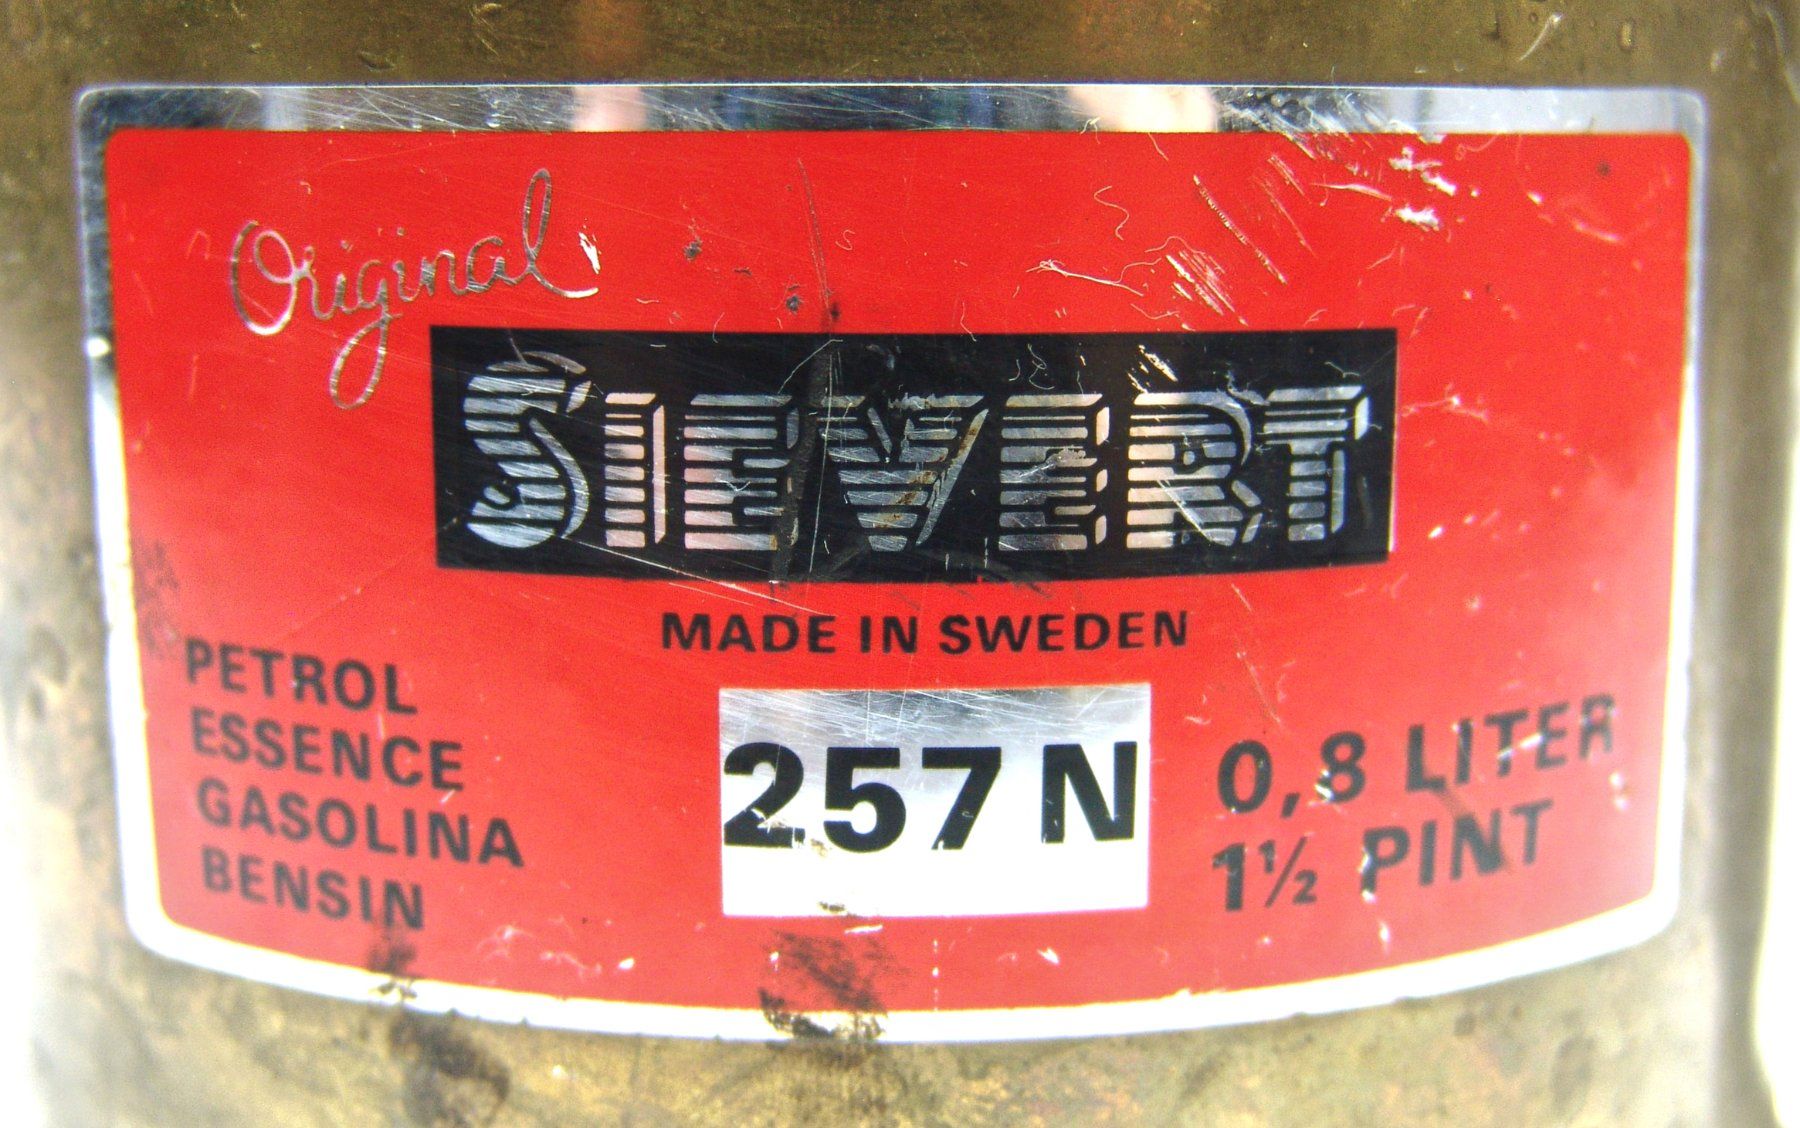 Original
SIEVERT
MADE IN SWEDEN
PETROL
ESSENCE
GASOLINA
BENSIN
257 N
0,8 LITER
1½ PINT